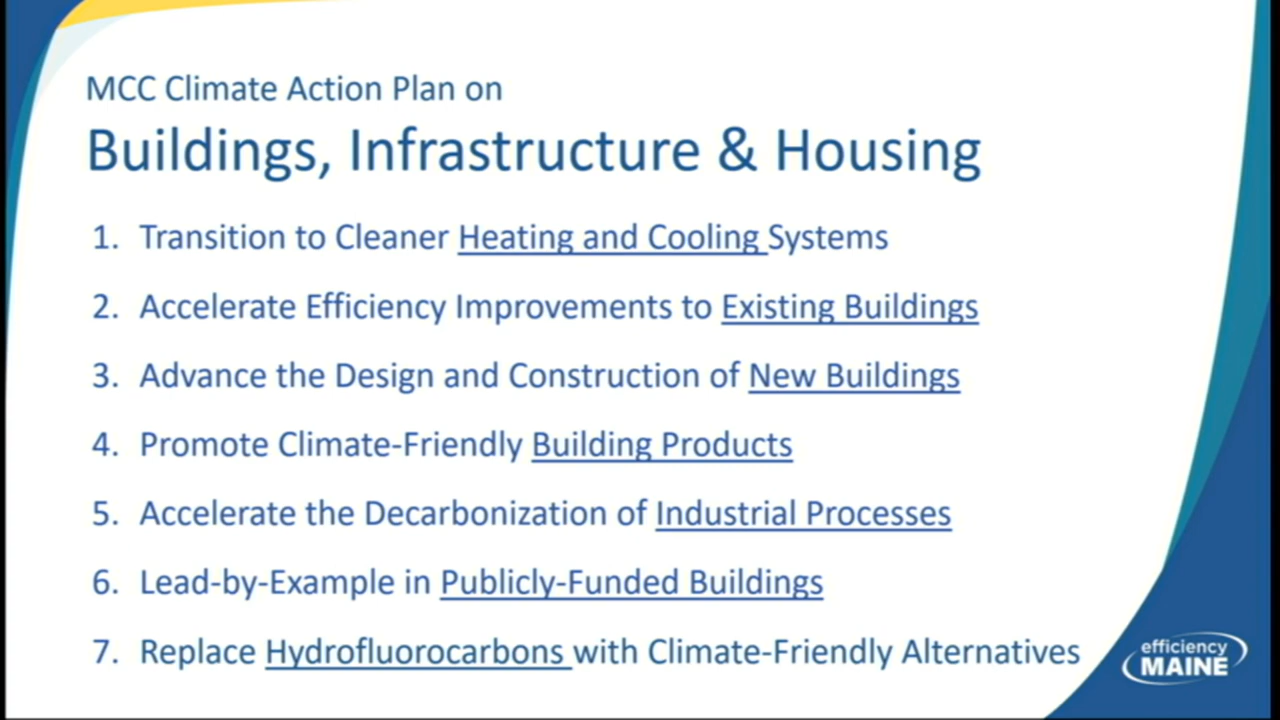 MCC Climate Action Plan on
Buildings, Infrastructure & Housing
1. Transition to Cleaner Heating and Cooling Systems
2. Accelerate Efficiency Improvements to Existing Buildings
3. Advance the Design and Construction of New Buildings
4. Promote Climate-Friendly Building Products
5. Accelerate the Decarbonization of Industrial Processes
6. Lead-by-Example in Publicly-Funded Buildings
7. Replace Hydrofluorocarbons with Climate-Friendly Alternatives
efficiency
MAINE